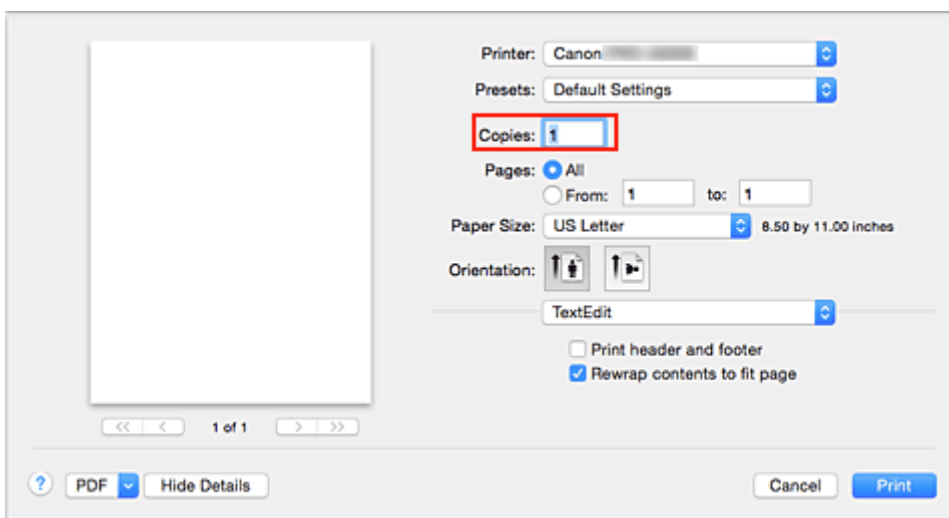 Printer: Canon
Presets: Default Settings
Copies: 1
Pages: All
From: 1 to: 1
Paper Size: US Letter 8.50 by 11.00 inches
Orientation:
TextEdit
Print header and footer
Rewrap contents to fit page
<< < 1 of 1 > >>
? PDF Hide Details Cancel Print